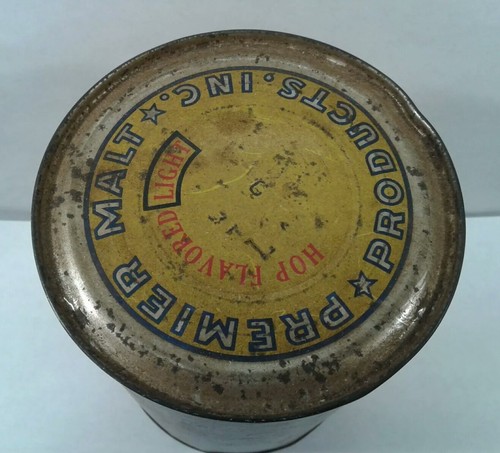 PREMIER MALT ★ PRODUCTS, INC. ★
HOP FLAVORED
LIGHT